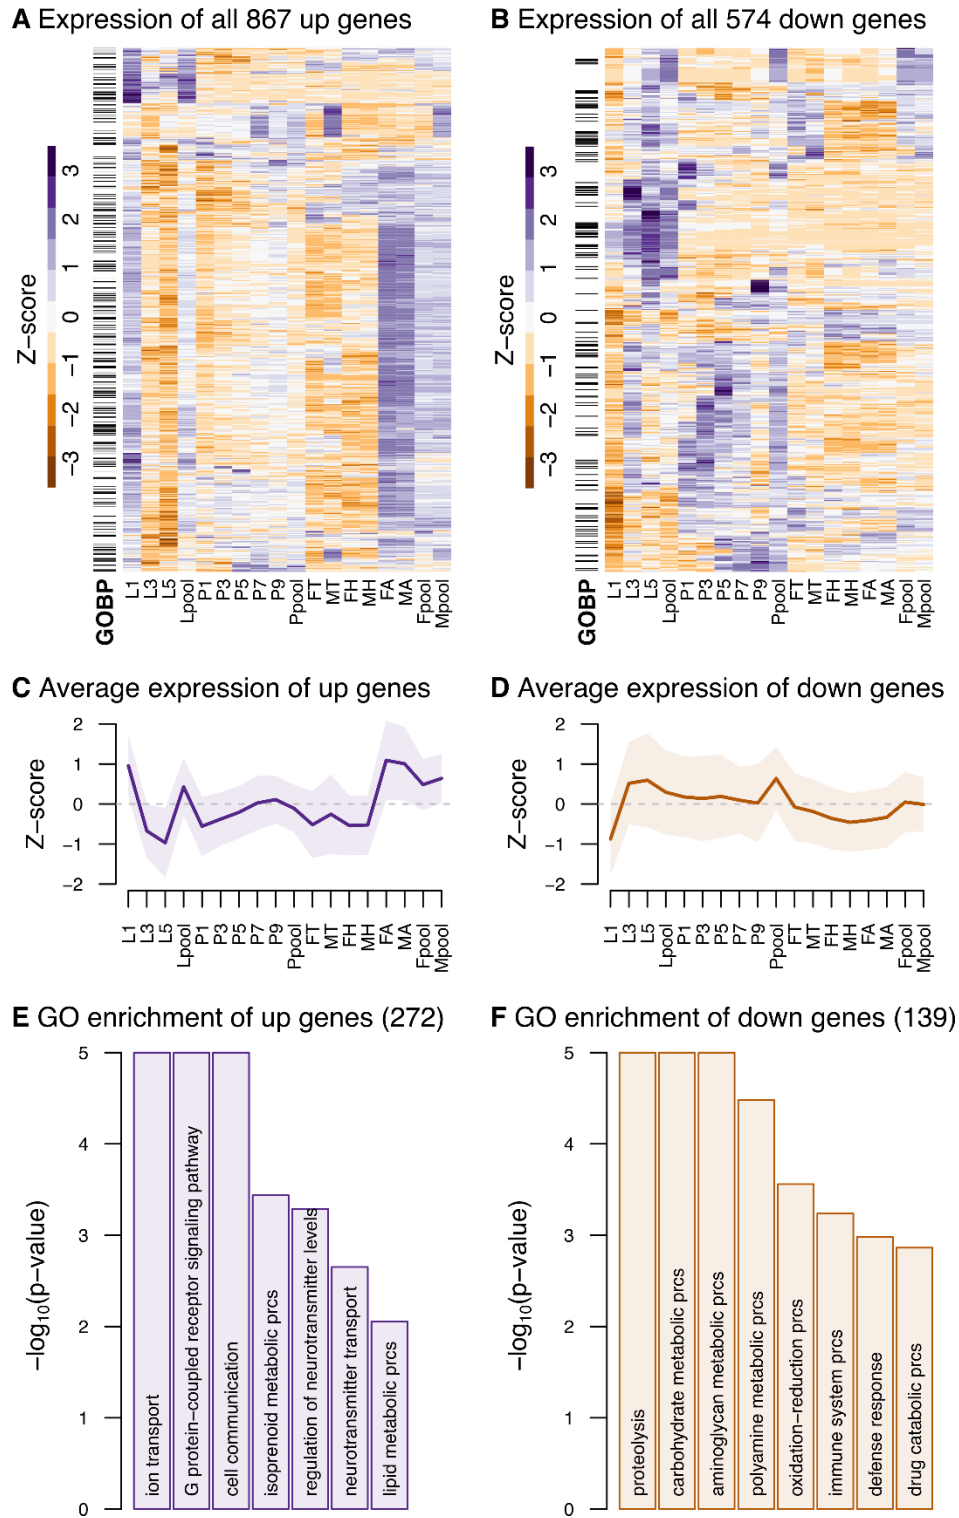 A Expression of all 867 up genes
B Expression of all 574 down genes
Z−score
3
2
1
0
−1
−2
−3
GOBP
L1
L3
L5
Lpool
P1
P3
P5
P7
P9
Ppool
FT
MT
FH
MH
FA
MA
Fpool
Mpool
Z−score
3
2
1
0
−1
−2
−3
GOBP
L1
L3
L5
Lpool
P1
P3
P5
P7
P9
Ppool
FT
MT
FH
MH
FA
MA
Fpool
Mpool
C Average expression of up genes
Z−score
2
1
0
−1
−2
L1
L3
L5
Lpool
P1
P3
P5
P7
P9
Ppool
FT
MT
FH
MH
FA
MA
Fpool
Mpool
D Average expression of down genes
Z−score
2
1
0
−1
−2
L1
L3
L5
Lpool
P1
P3
P5
P7
P9
Ppool
FT
MT
FH
MH
FA
MA
Fpool
Mpool
E GO enrichment of up genes (272)
−log10(p−value)
5
4
3
2
1
0
ion transport
G protein−coupled receptor signaling pathway
cell communication
isoprenoid metabolic prcs
regulation of neurotransmitter levels
neurotransmitter transport
lipid metabolic prcs
F GO enrichment of down genes (139)
−log10(p−value)
5
4
3
2
1
0
proteolysis
carbohydrate metabolic prcs
aminoglycan metabolic prcs
polyamine metabolic prcs
oxidation−reduction prcs
immune system prcs
defense response
drug catabolic prcs